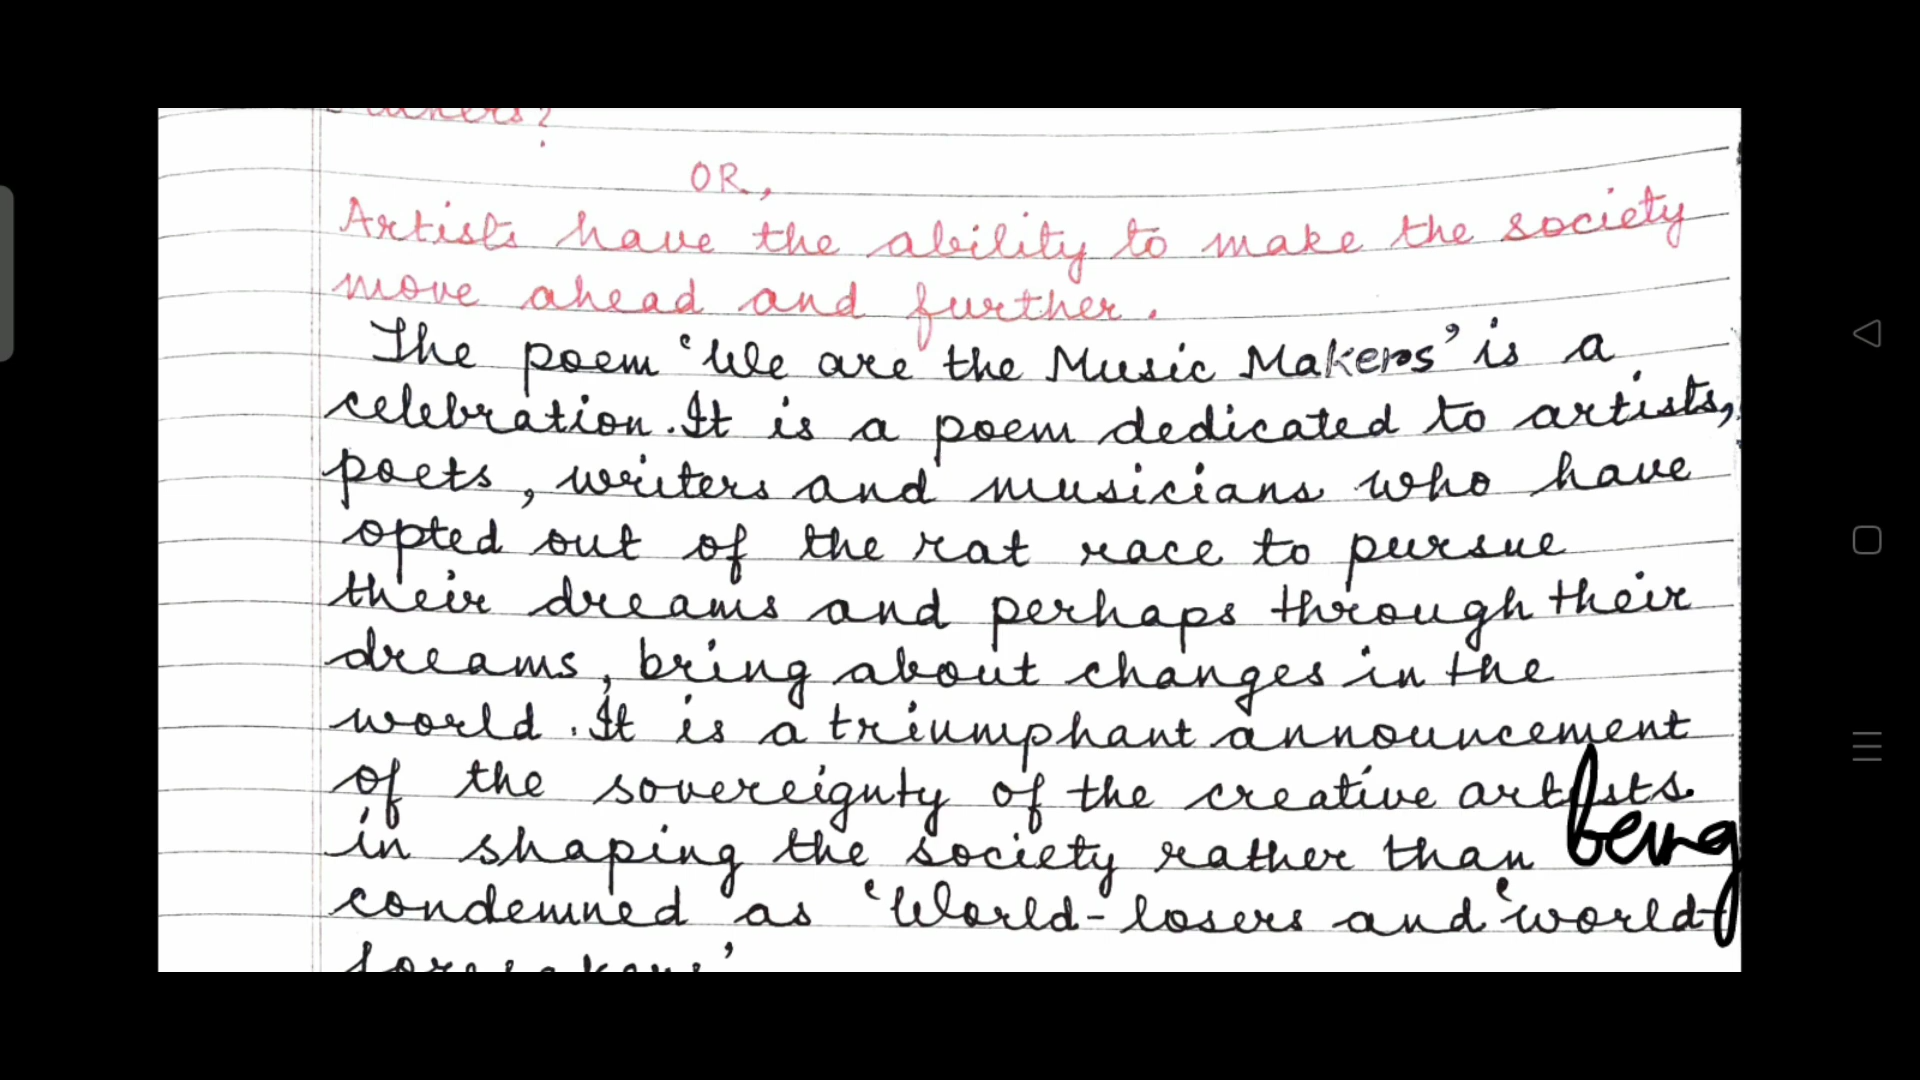 OR,
Artists have the ability to make the society
move ahead and further.
The poem 'We are the Music Makers' is a
celebration. It is a poem dedicated to artists,
poets, writers and musicians who have
opted out of the rat race to pursue
their dreams and perhaps through their
dreams, bring about changes in the
world. It is a triumphant announcement
of the sovereignty of the creative artists.
in shaping the society rather than being
condemned as 'World-losers and 'world-